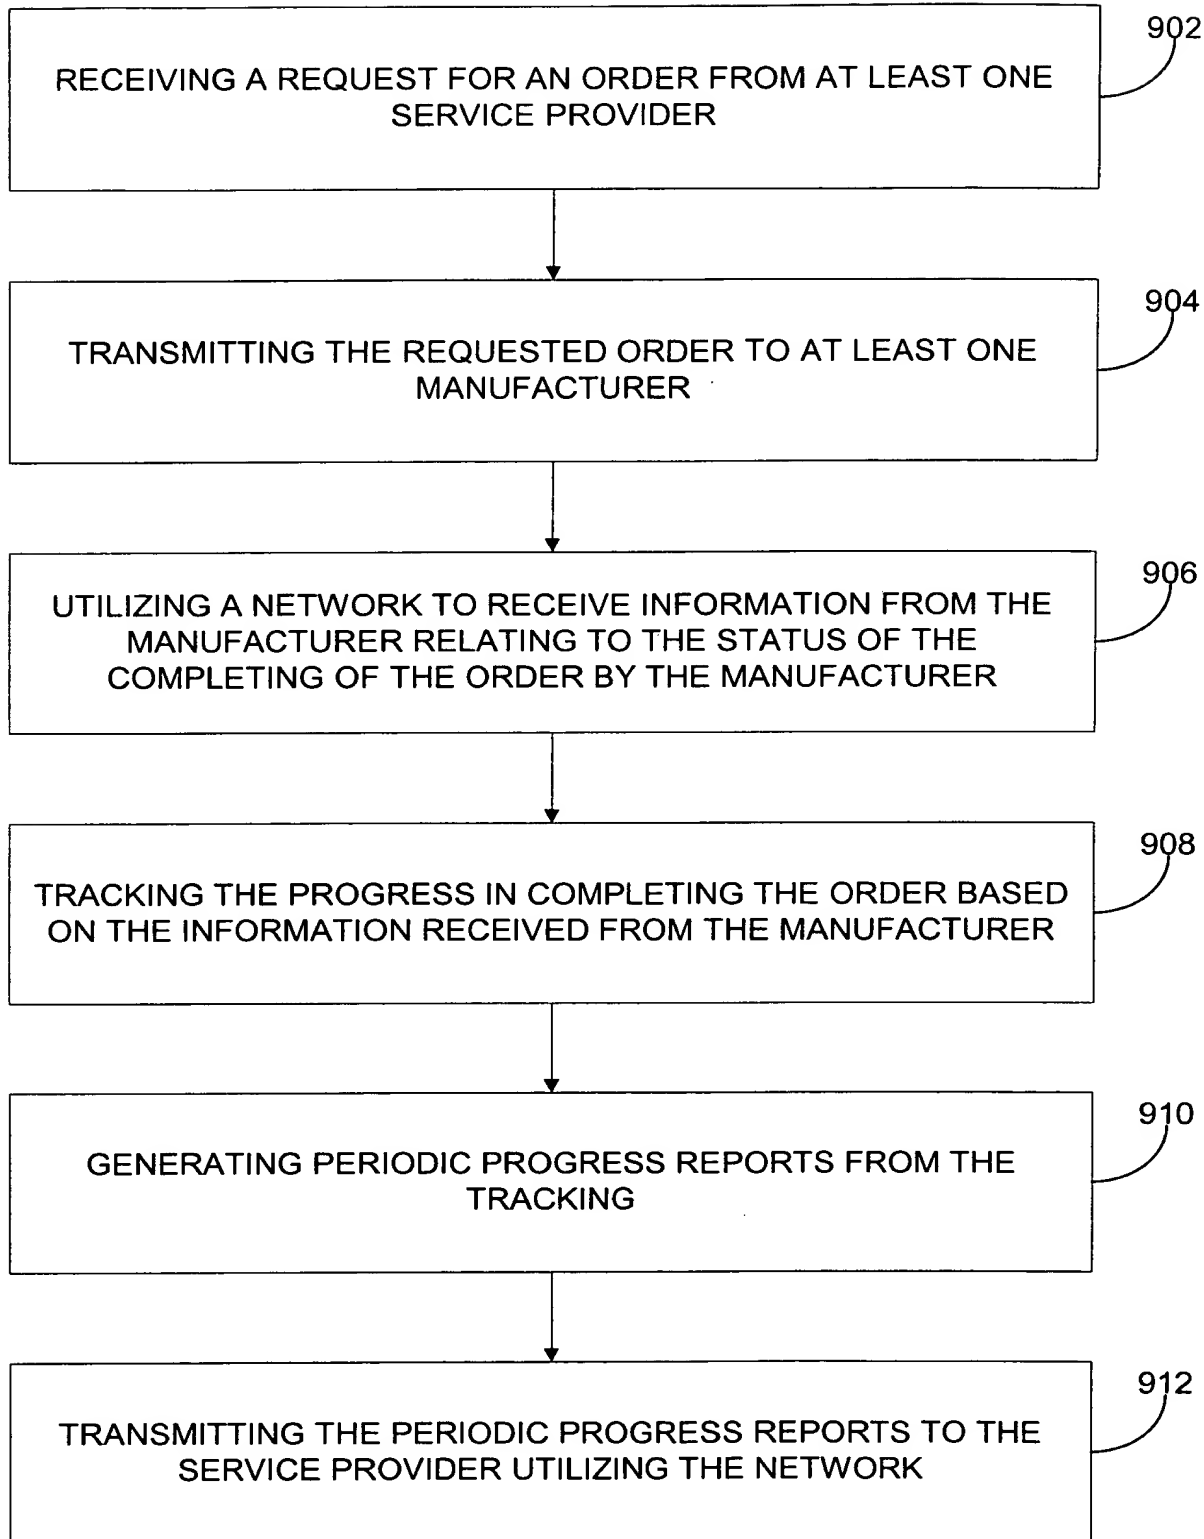 902
RECEIVING A REQUEST FOR AN ORDER FROM AT LEAST ONE
SERVICE PROVIDER
904
TRANSMITTING THE REQUESTED ORDER TO AT LEAST ONE
MANUFACTURER
906
UTILIZING A NETWORK TO RECEIVE INFORMATION FROM THE
MANUFACTURER RELATING TO THE STATUS OF THE
COMPLETING OF THE ORDER BY THE MANUFACTURER
908
TRACKING THE PROGRESS IN COMPLETING THE ORDER BASED
ON THE INFORMATION RECEIVED FROM THE MANUFACTURER
910
GENERATING PERIODIC PROGRESS REPORTS FROM THE
TRACKING
912
TRANSMITTING THE PERIODIC PROGRESS REPORTS TO THE
SERVICE PROVIDER UTILIZING THE NETWORK